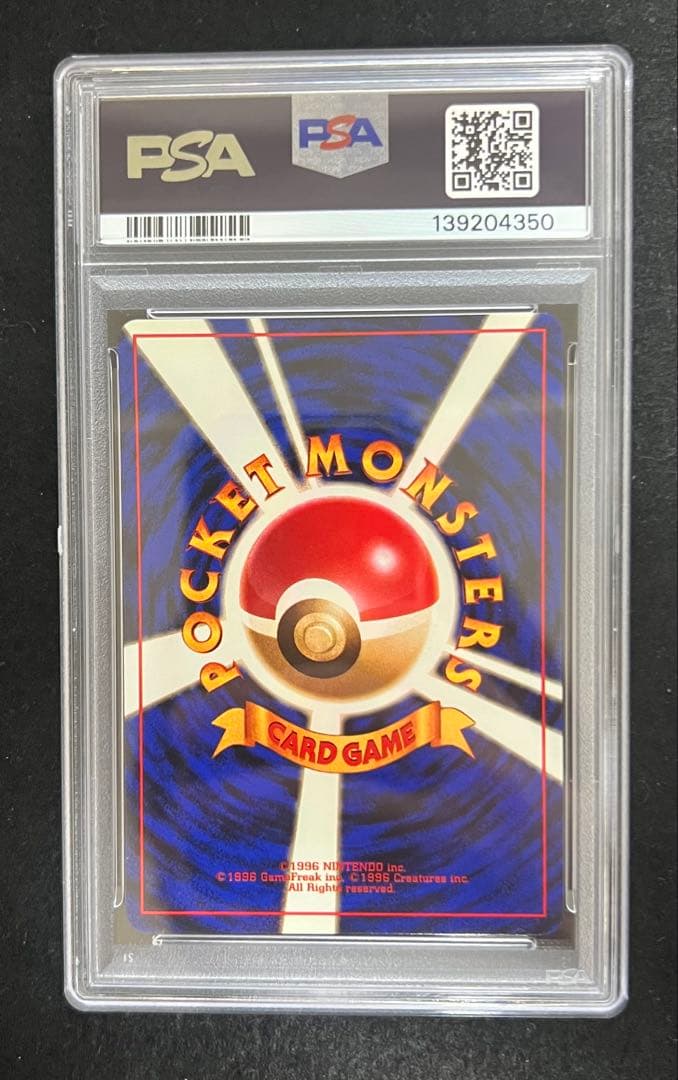 PSA
PSA
139204350
POCKET MONSTERS
CARD GAME
©1996 NINTENDO inc.
©1996 GameFreak inc. ©1996 Creatures inc.
All Rights reserved.
PSA